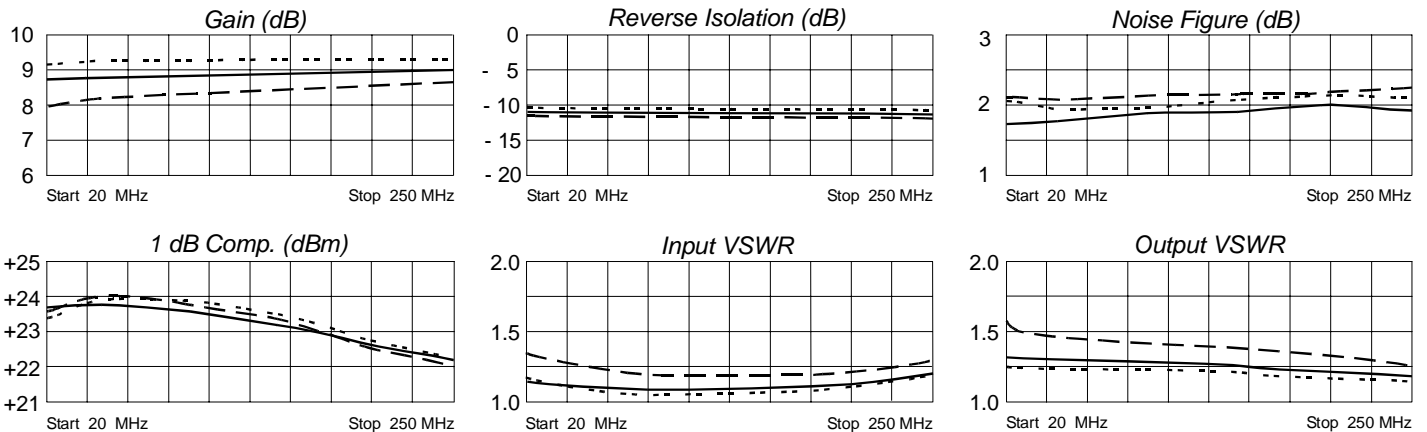 Gain (dB)
10
9
8
7
6
Start 20 MHz
Stop 250 MHz
Reverse Isolation (dB)
0
- 5
- 10
- 15
- 20
Start 20 MHz
Stop 250 MHz
Noise Figure (dB)
3
2
1
Start 20 MHz
Stop 250 MHz
1 dB Comp. (dBm)
+25
+24
+23
+22
+21
Start 20 MHz
Stop 250 MHz
Input VSWR
2.0
1.5
1.0
Start 20 MHz
Stop 250 MHz
Output VSWR
2.0
1.5
1.0
Start 20 MHz
Stop 250 MHz